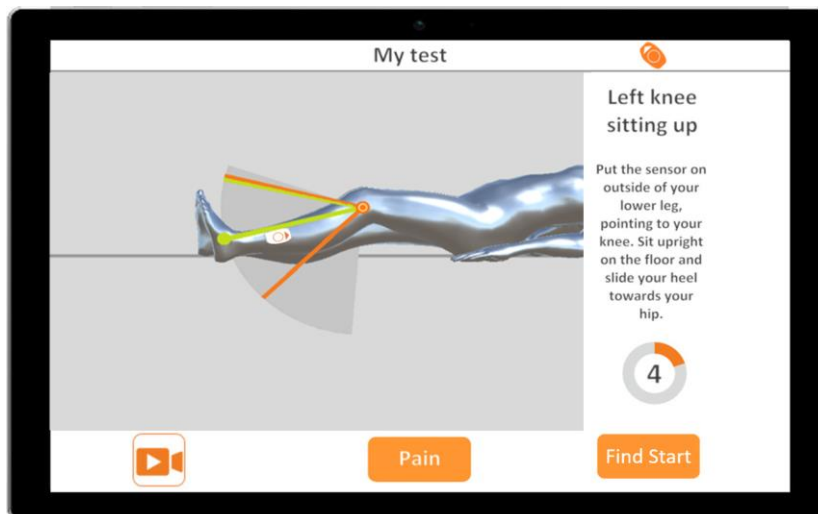 My test
Left knee
sitting up
Put the sensor on
outside of your
lower leg,
pointing to your
knee. Sit upright
on the floor and
slide your heel
towards your
hip.
4
Pain
Find Start